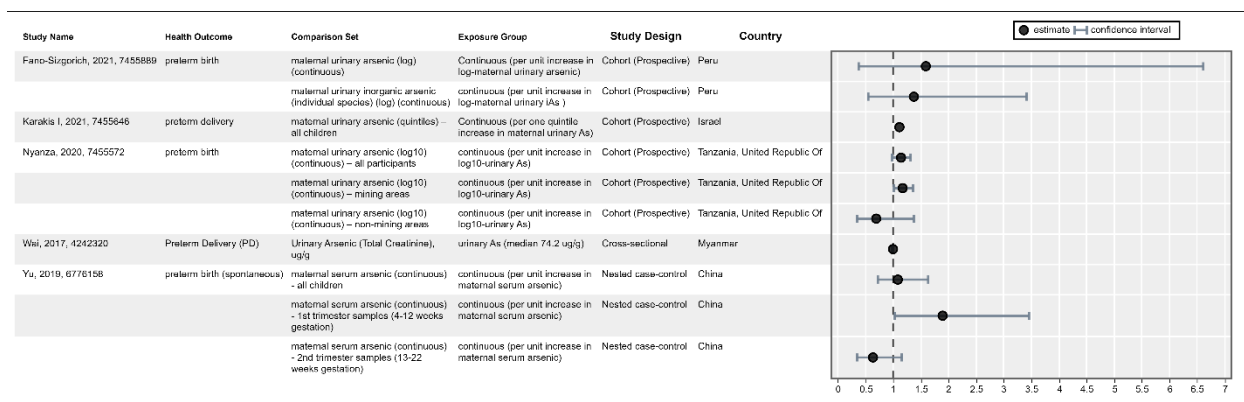 estimate confidence interval
Study Name Health Outcome Comparison Set Exposure Group Study Design Country
Fano-Sizgorich, 2021, 7455889 preterm birth maternal urinary arsenic (log) Continuous (per unit increase in Cohort (Prospective) Peru
(continuous) log-maternal urinary arsenic)
maternal urinary inorganic arsenic (continuous, per unit increase in Cohort (Prospective) Peru
(individual species) (log) (continuous) log-maternal urinary iAs )
Karakis I, 2021, 7455646 preterm delivery maternal urinary arsenic (quintiles) – Continuous (per one quintile Cohort (Prospective) Israel
all children increase in maternal urinary As)
Nyanza, 2020, 7455572 preterm birth maternal urinary arsenic (log10) continuous (per unit increase in Cohort (Prospective) Tanzania, United Republic Of
(continuous) – all participants log10-urinary As)
maternal urinary arsenic (log10) continuous (per unit increase in Cohort (Prospective) Tanzania, United Republic Of
(continuous) – mining areas log10-urinary As)
maternal urinary arsenic (log10) continuous (per unit increase in Cohort (Prospective) Tanzania, United Republic Of
(continuous) – non-mining areas log10-urinary As)
Wai, 2017, 4242320 Preterm Delivery (PD) Urinary Arsenic (Total Creatinine), urinary As (median 74.2 ug/g) Cross-sectional Myanmar
ug/g
Yu, 2019, 6776158 preterm birth (spontaneous) maternal serum arsenic (continuous) continuous (per unit increase in Nested case-control China
- all children maternal serum arsenic)
maternal serum arsenic (continuous) continuous (per unit increase in Nested case-control China
- 1st trimester samples (4-12 weeks maternal serum arsenic)
gestation)
maternal serum arsenic (continuous) continuous (per unit increase in Nested case-control China
- 2nd trimester samples (13-22 maternal serum arsenic)
weeks gestation)
0 0.5 1 1.5 2 2.5 3 3.5 4 4.5 5 5.5 6 6.5 7